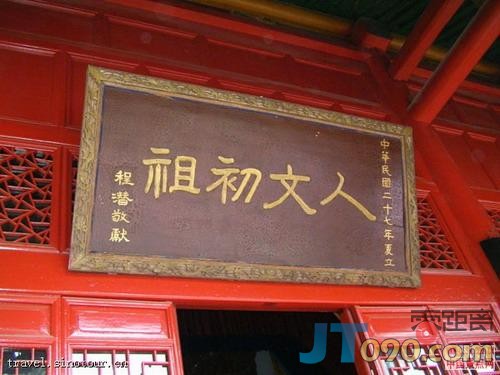 中華民國二十七年夏立
人文初祖
程潛敬獻
JT090.com
travel.sinotour.cn